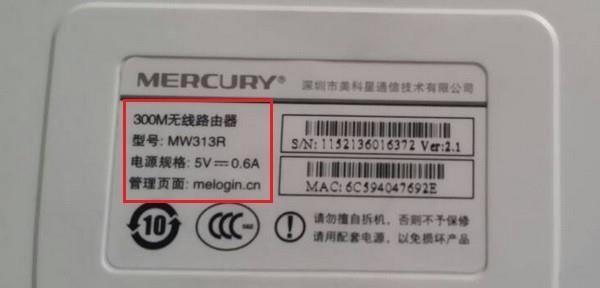 MERCURY® 深圳市美科星通信技术有限公司
300M无线路由器
型号: MW313R
电源规格: 5V⎓0.6A
管理页面: melogin.cn
S/N: 1152136016372 Ver:2.1
MAC: 6C594047692E
10
CCC
请勿擅自拆机，否则不予保修
请用配套电源，以免损坏产品